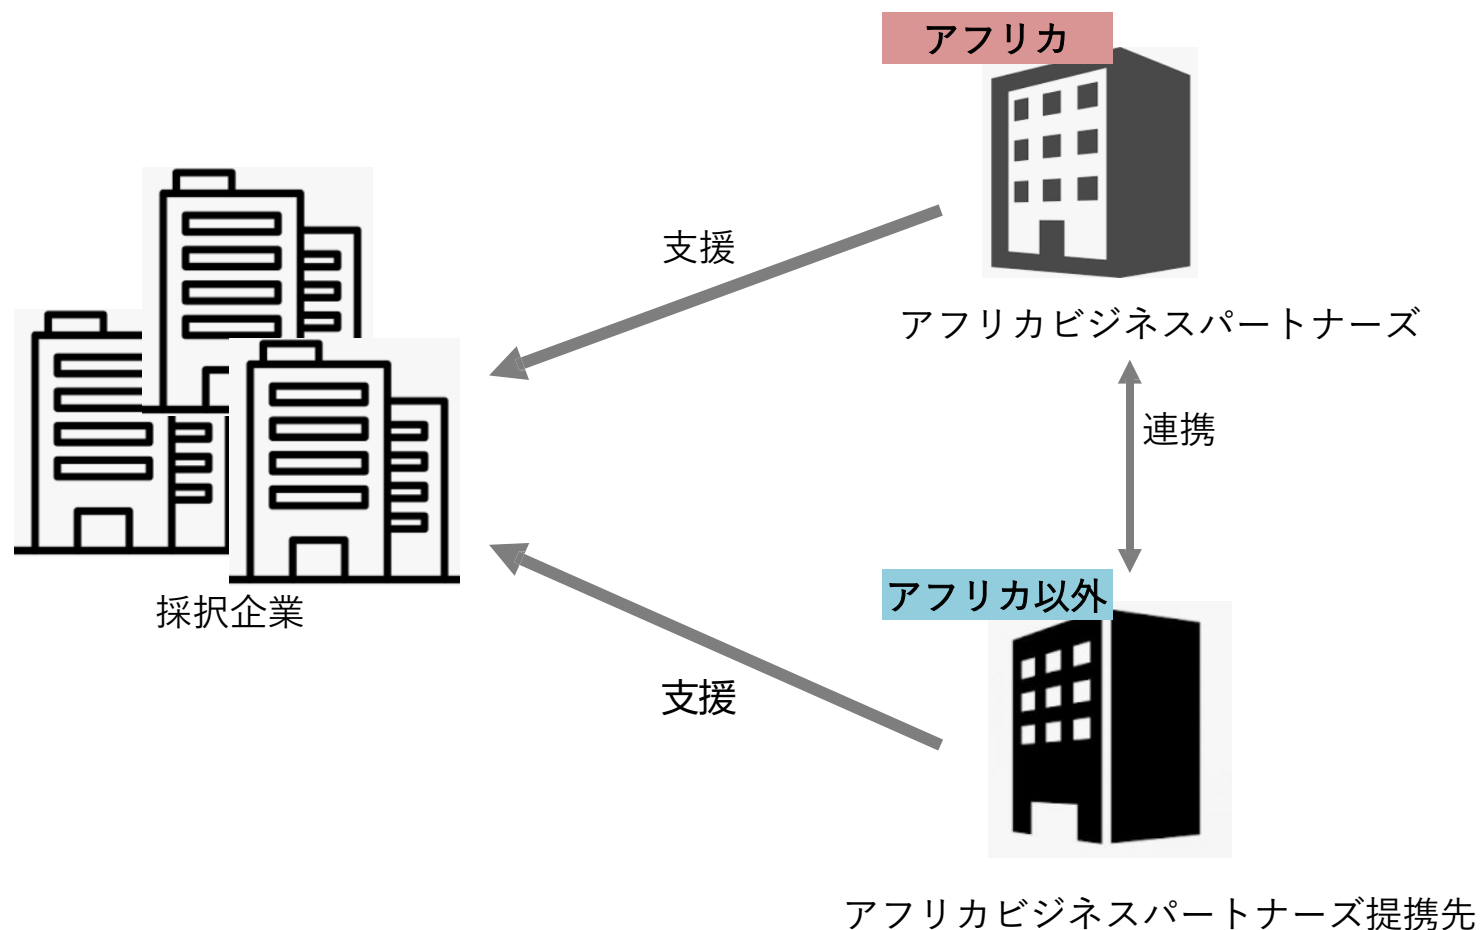 アフリカ
支援
アフリカビジネスパートナーズ
連携
アフリカ以外
採択企業
支援
アフリカビジネスパートナーズ提携先